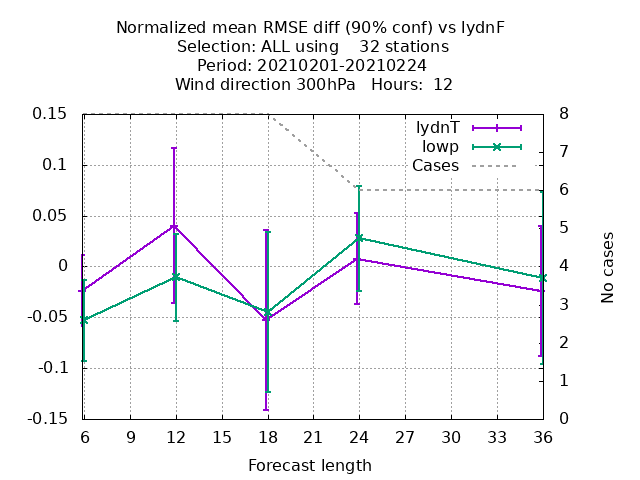 Normalized mean RMSE diff (90% conf) vs IydnF
Selection: ALL using    32 stations
Period: 20210201-20210224
Wind direction 300hPa   Hours:  12
0.15
0.1
0.05
0
-0.05
-0.1
-0.15
8
7
6
5
4
3
2
1
0
IydnT
Iowp
Cases
No cases
6 9 12 15 18 21 24 27 30 33 36
Forecast length